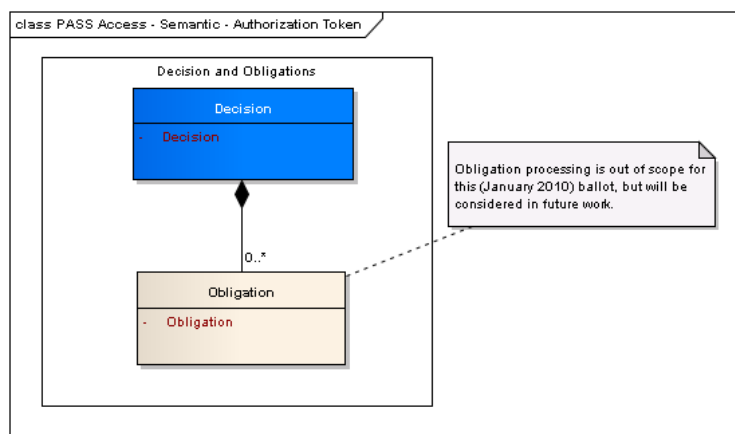 class PASS Access - Semantic - Authorization Token
Decision and Obligations
Decision
- Decision
Obligation processing is out of scope for
this (January 2010) ballot, but will be
considered in future work.
0..*
Obligation
- Obligation